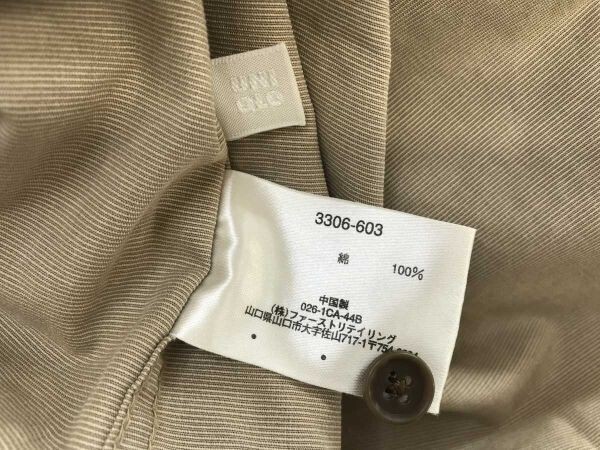 UNI
QLO
3306-603
綿 100%
中国製
026-1CA-44B
(株)ファーストリテイリング
山口県山口市大字佐山717-1〒754